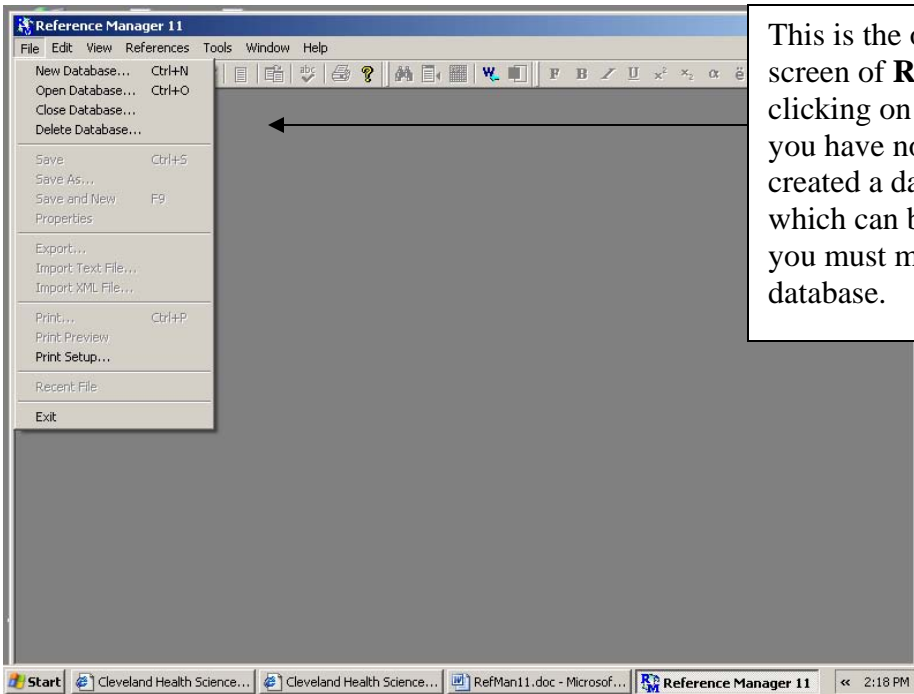 Reference Manager 11
File Edit View References Tools Window Help
New Database... Ctrl+N
Open Database... Ctrl+O
Close Database...
Delete Database...
Save Ctrl+S
Save As...
Save and New F9
Properties
Export...
Import Text File...
Import XML File...
Print... Ctrl+P
Print Preview
Print Setup...
Recent File
Exit
abc ? W F B I U x² x₂ α ë
This is the
screen of R
clicking on
you have
created a
which can
you must
database.
Start Cleveland Health Science... Cleveland Health Science... RefMan11.doc - Microsof... Reference Manager 11 « 2:18 PM